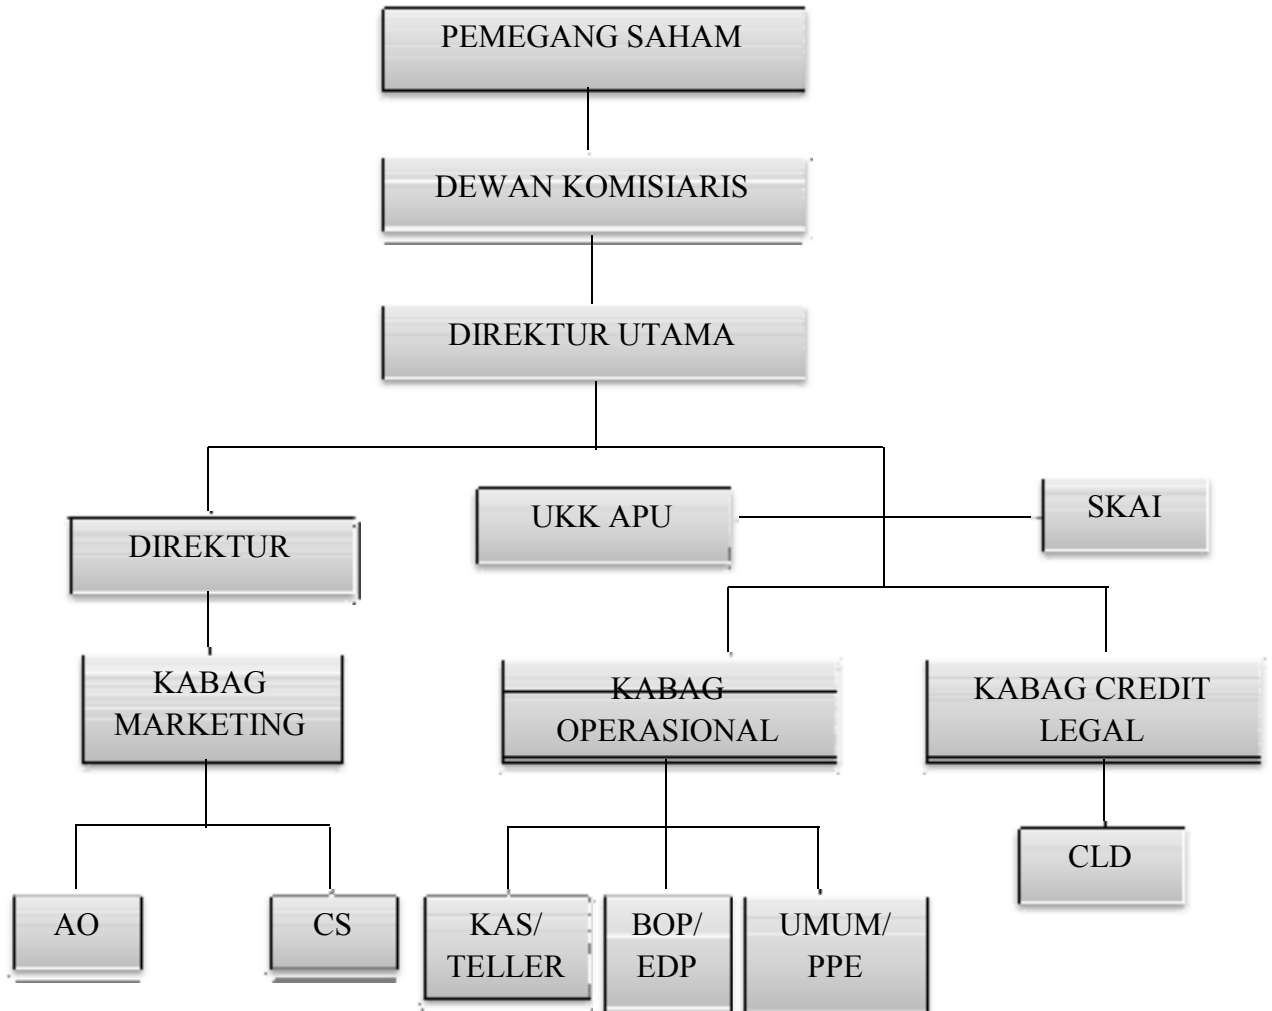 PEMEGANG SAHAM
DEWAN KOMISIARIS
DIREKTUR UTAMA
UKK APU
SKAI
DIREKTUR
KABAG
MARKETING
KABAG
OPERASIONAL
KABAG CREDIT
LEGAL
CLD
AO
CS
KAS/
TELLER
BOP/
EDP
UMUM/
PPE